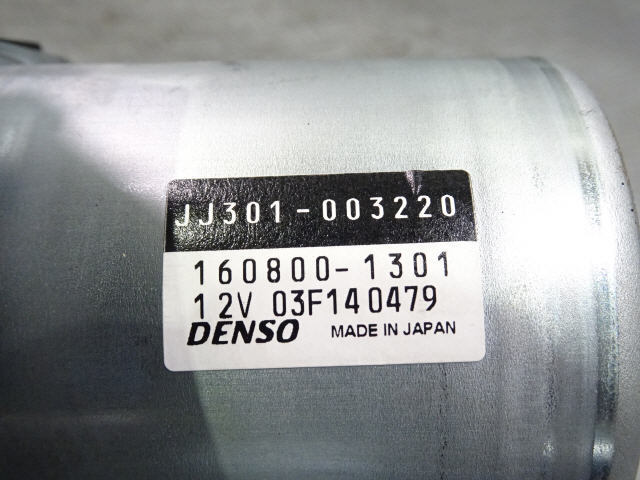 JJ301-003220
160800-1301
12V 03F140479
DENSO MADE IN JAPAN